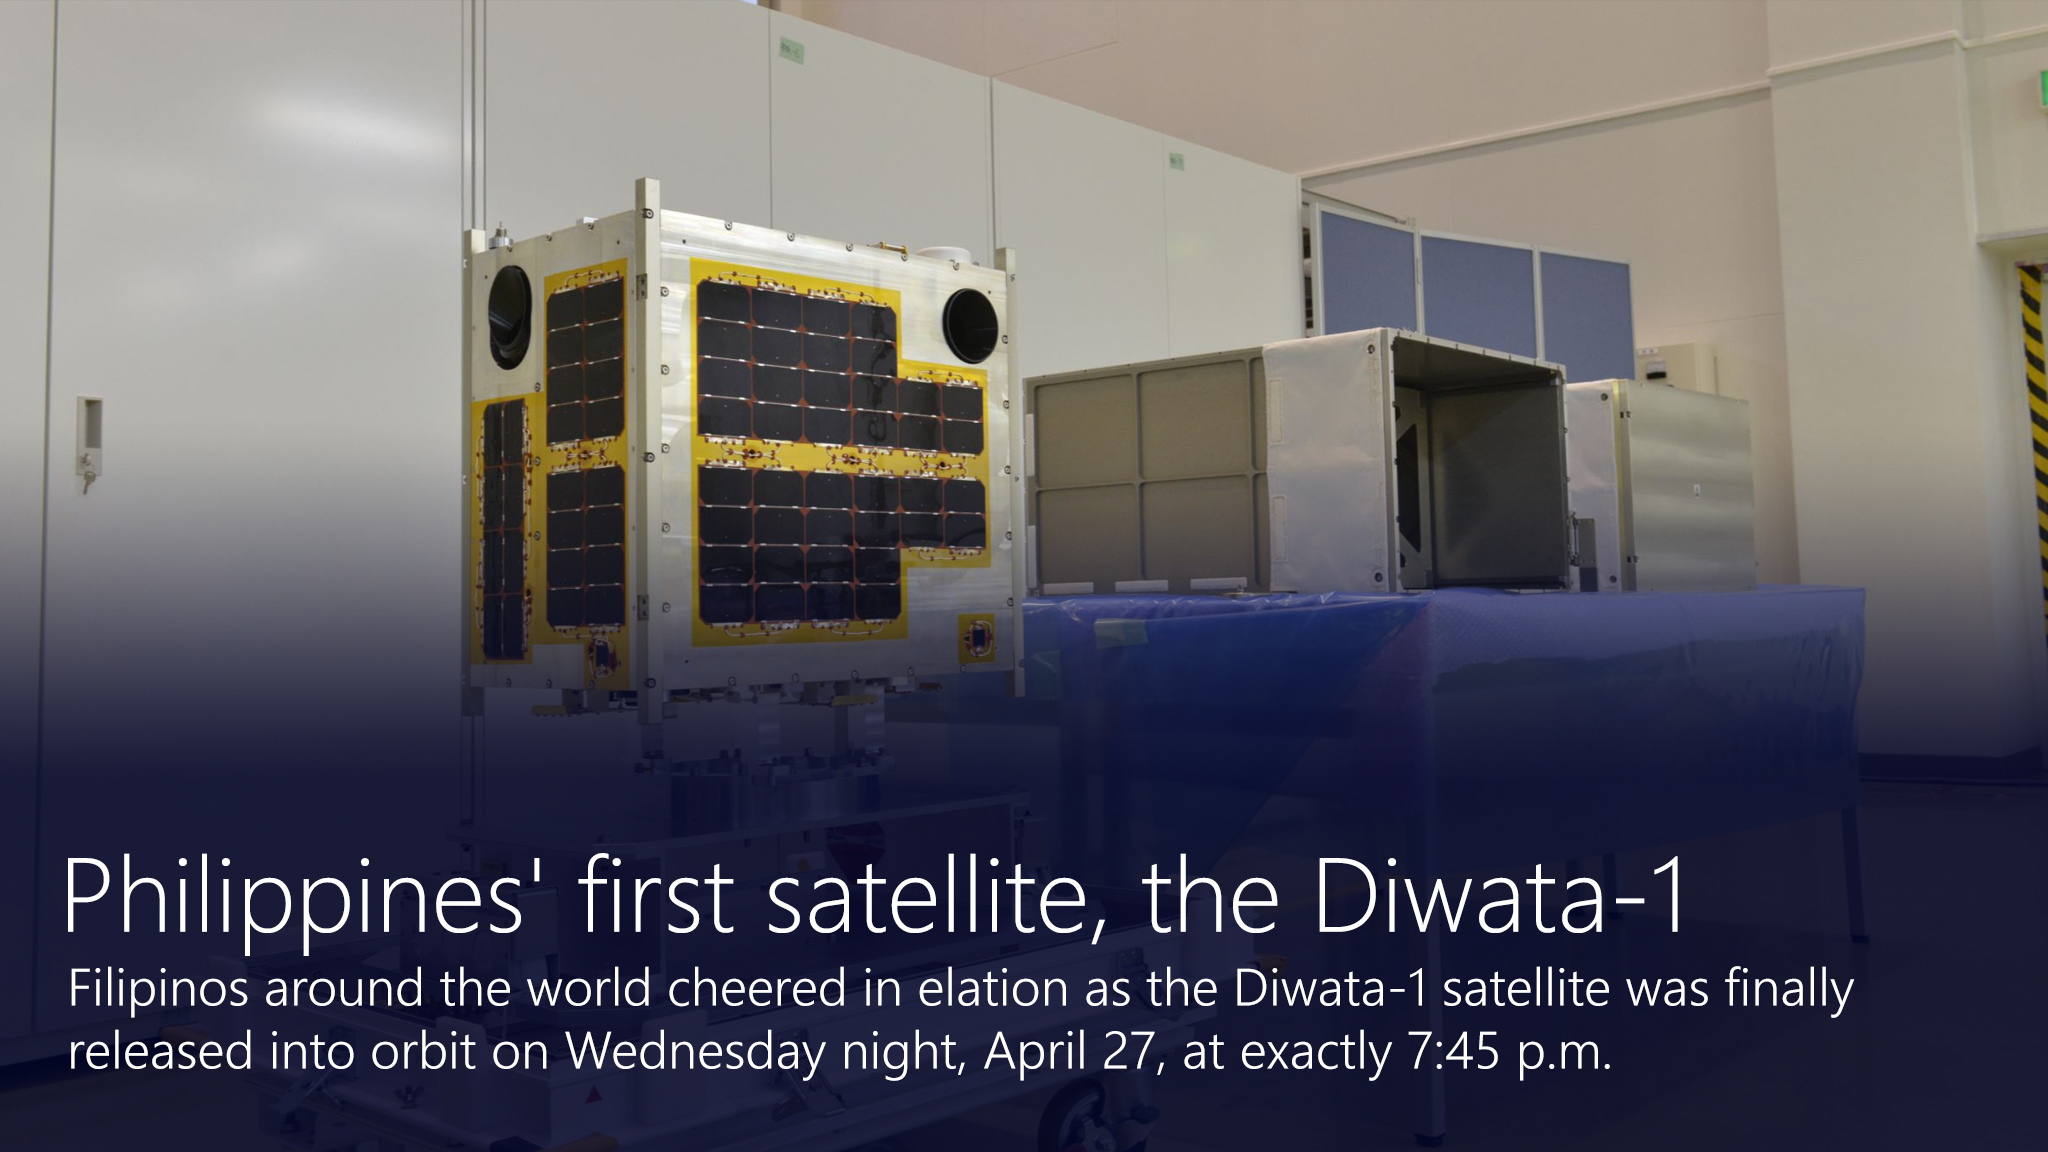 Philippines' first satellite, the Diwata-1
Filipinos around the world cheered in elation as the Diwata-1 satellite was finally
released into orbit on Wednesday night, April 27, at exactly 7:45 p.m.